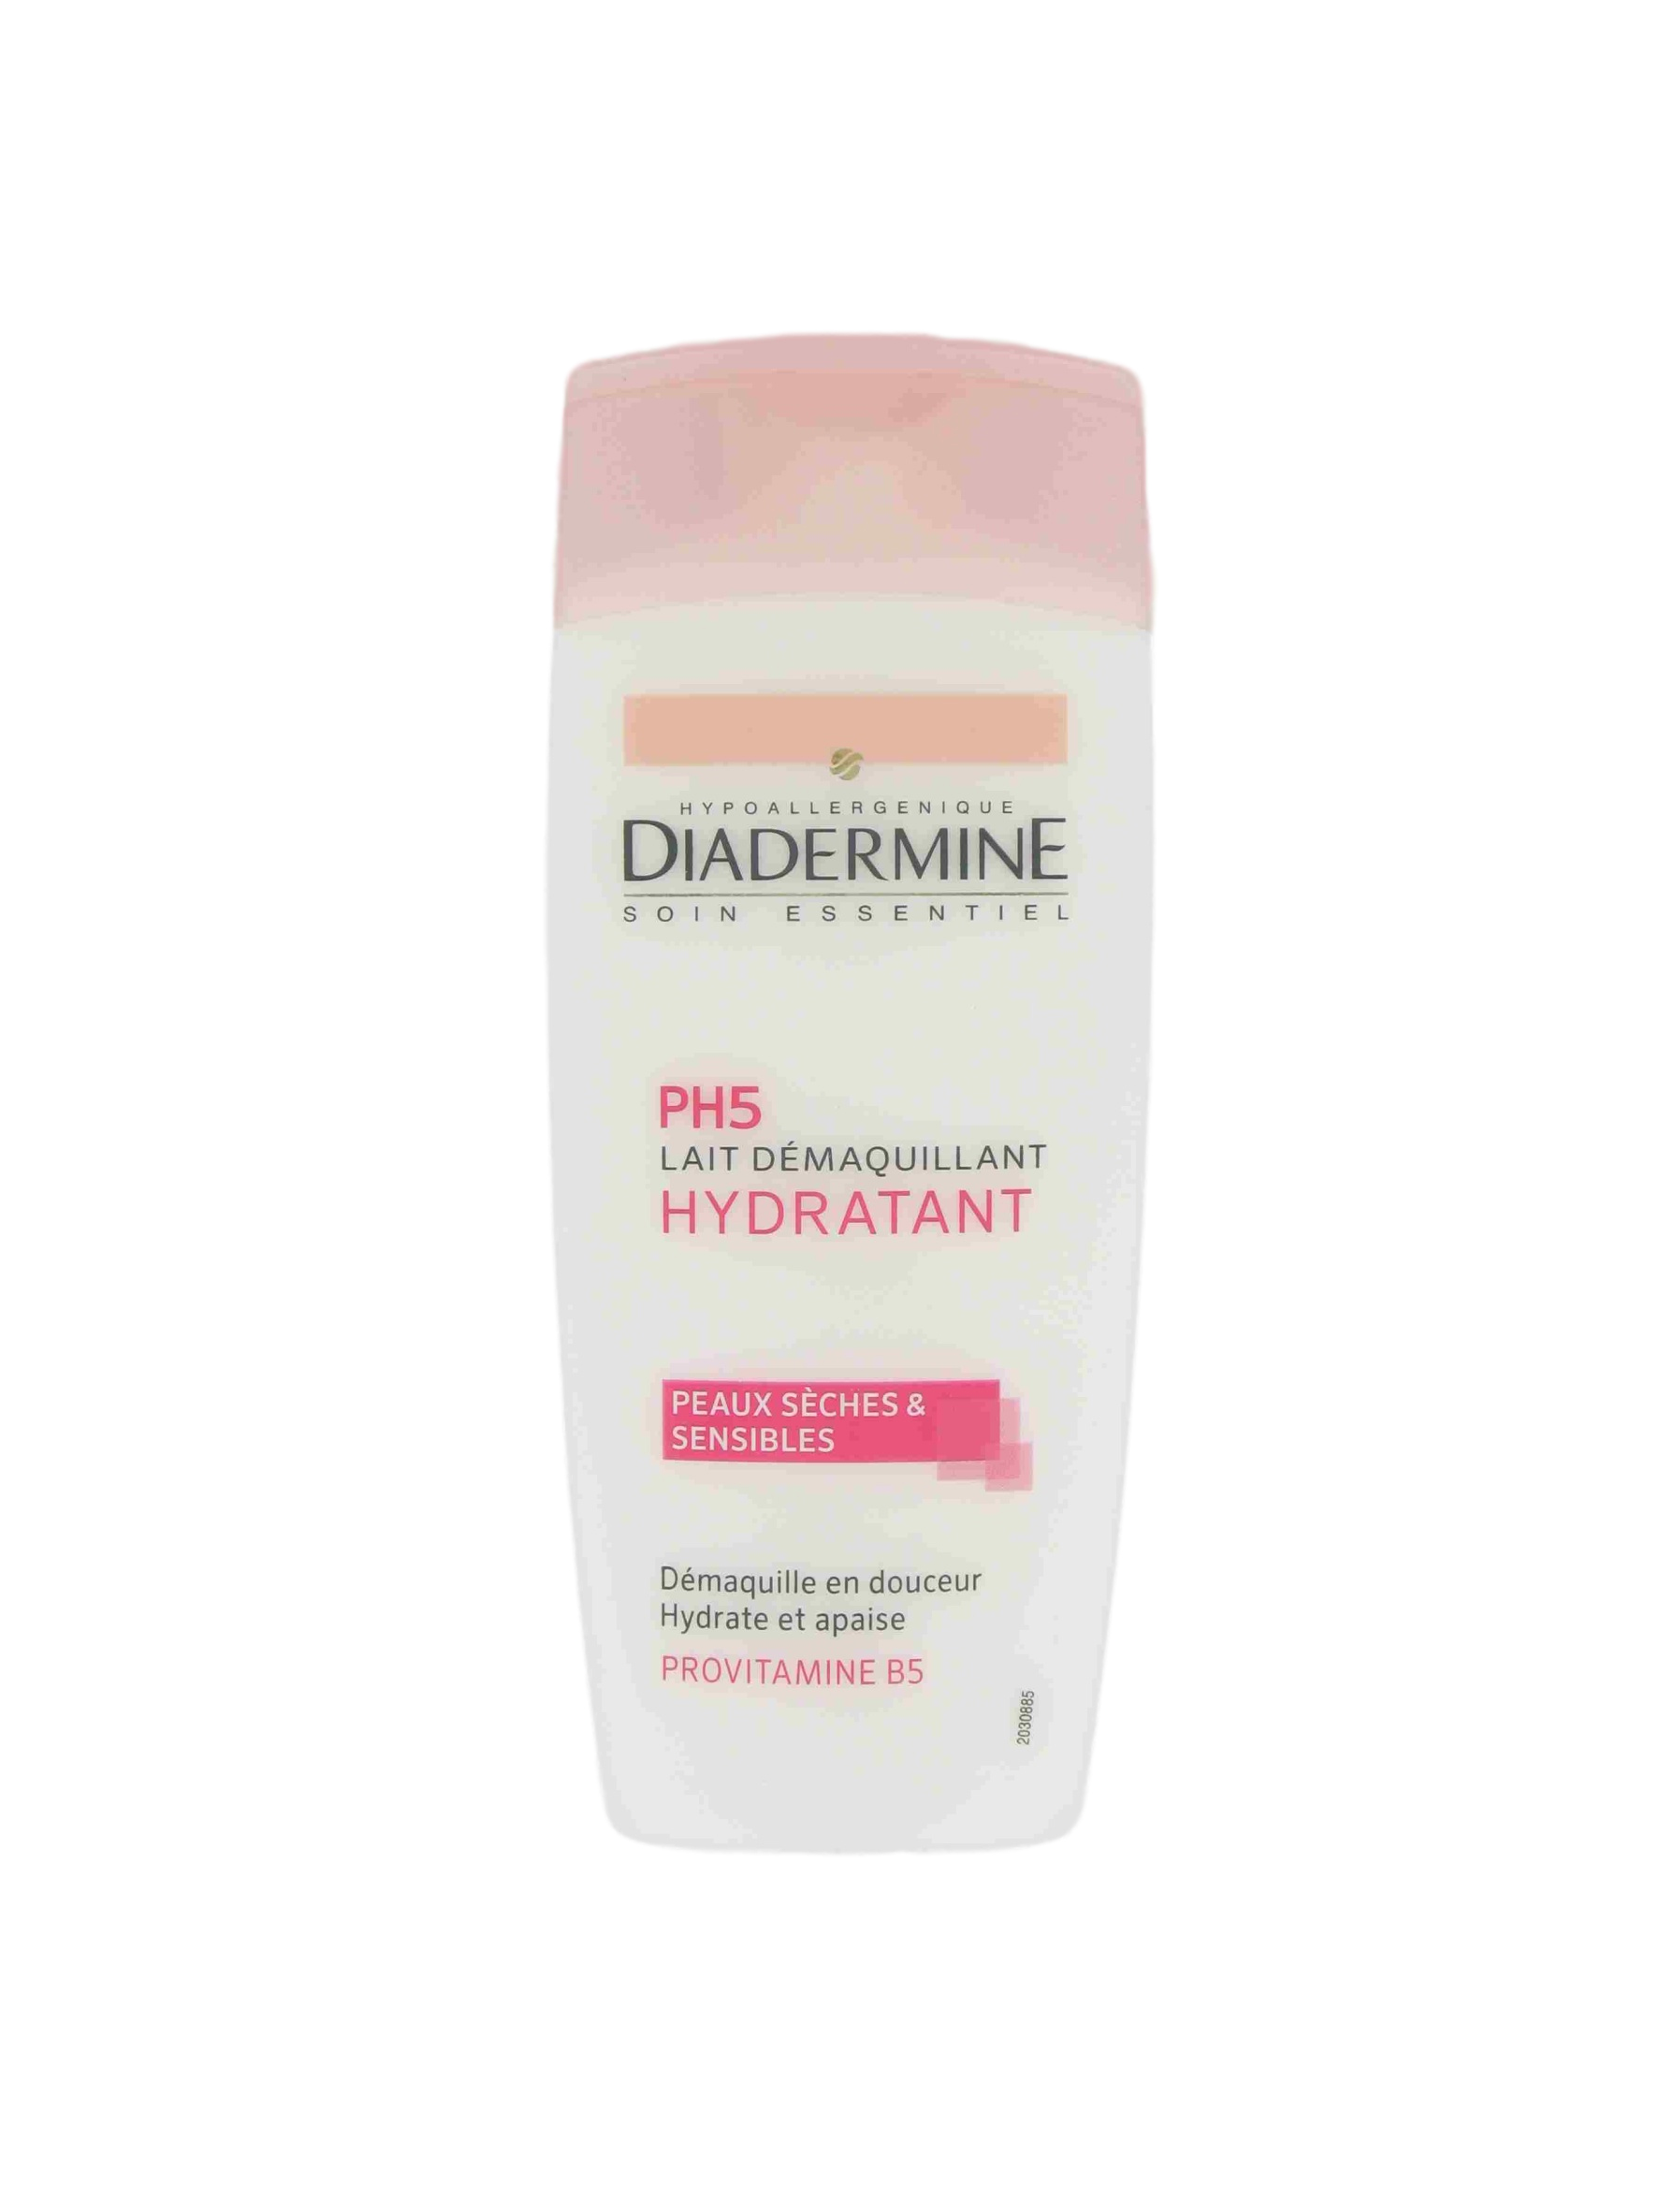 HYPOALLERGENIQUE
DIADERMINE
SOIN ESSENTIEL
PH5
LAIT DÉMAQUILLANT
HYDRATANT
PEAUX SÈCHES &
SENSIBLES
Démaquille en douceur
Hydrate et apaise
PROVITAMINE B5
2030885